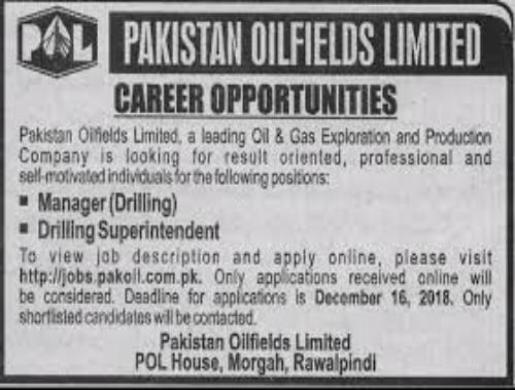 POL PAKISTAN OILFIELDS LIMITED
CAREER OPPORTUNITIES
Pakistan Oilfields Limited, a leading Oil & Gas Exploration and Production
Company is looking for result oriented, professional and
self-motivated individuals for the following positions:
▪ Manager (Drilling)
▪ Drilling Superintendent
To view job description and apply online, please visit
http://jobs.pakoil.com.pk. Only applications received online will
be considered. Deadline for applications is December 16, 2018. Only
shortlisted candidates will be contacted.
Pakistan Oilfields Limited
POL House, Morgah, Rawalpindi